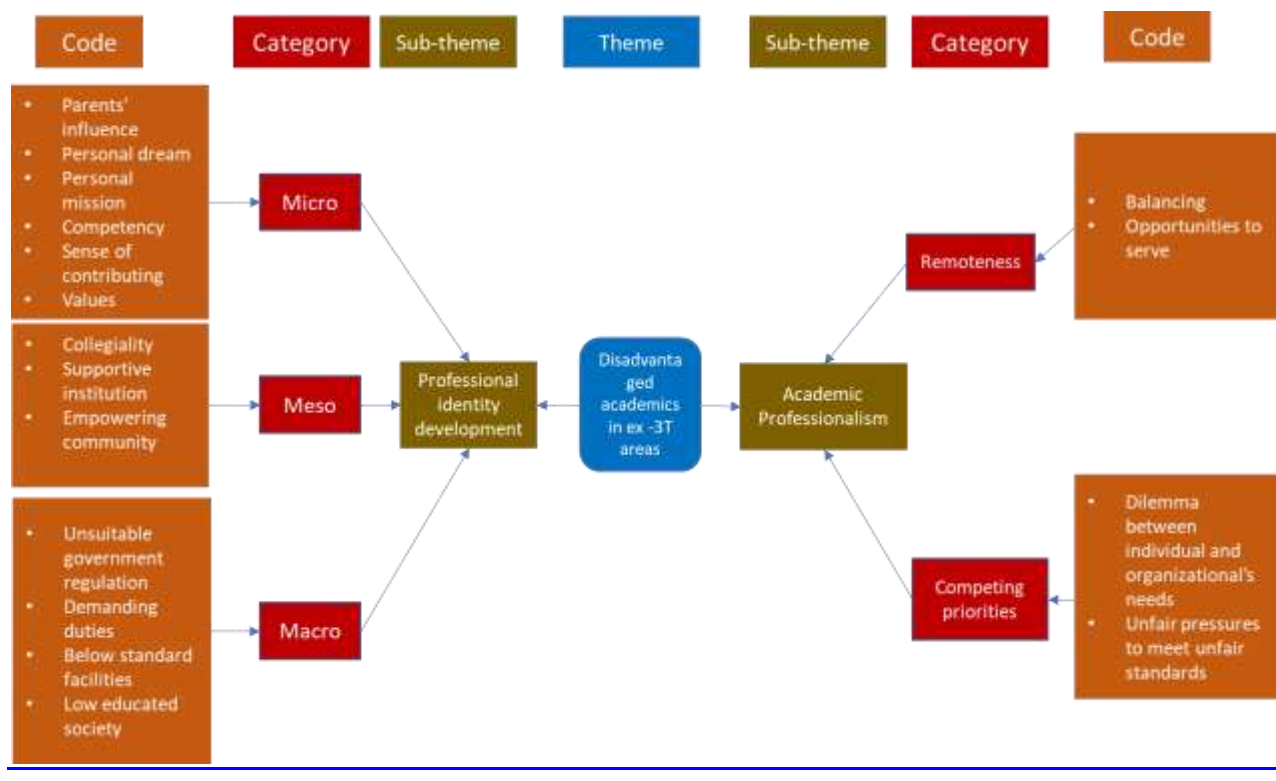 Code
Category
Sub-theme
Theme
Sub-theme
Category
Code
• Parents'
influence
• Personal dream
• Personal
mission
• Competency
• Sense of
contributing
• Values
Micro
• Collegiality
• Supportive
institution
• Empowering
community
Meso
• Unsuitable
government
regulation
• Demanding
duties
• Below standard
facilities
• Low educated
society
Macro
Professional
identity
development
Disadvanta
ged
academics
in ex -3T
areas
Academic
Professionalism
Remoteness
• Balancing
• Opportunities to
serve
Competing
priorities
• Dilemma
between
individual and
organizational's
needs
• Unfair pressures
to meet unfair
standards